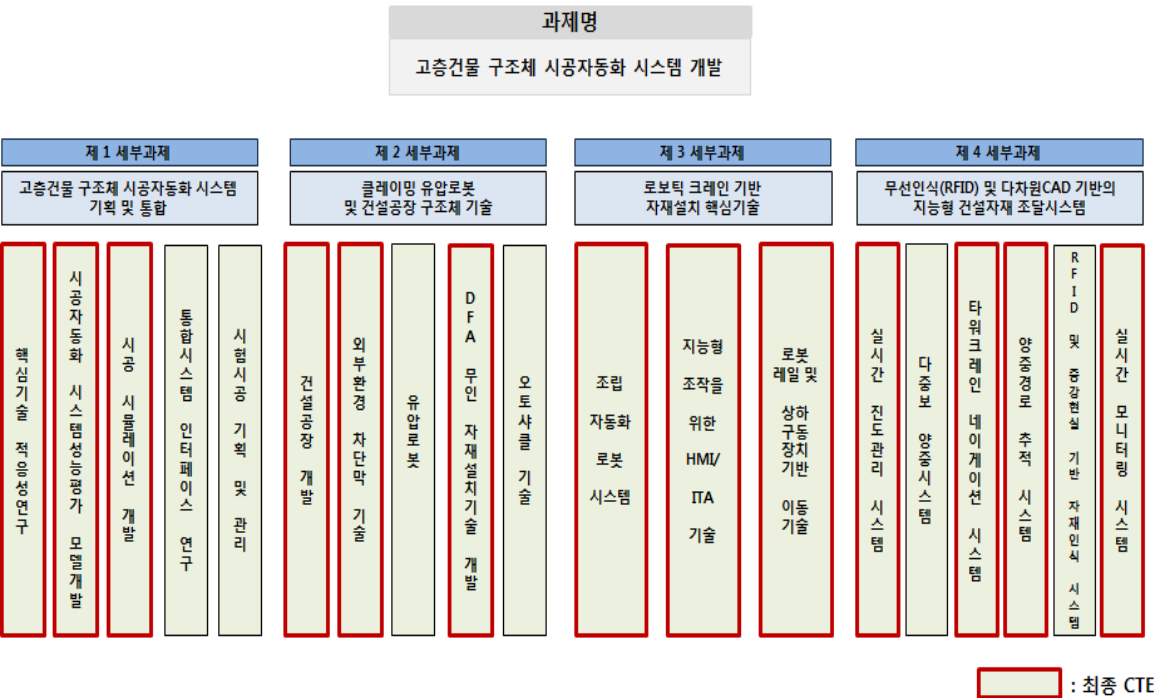 과제명
고층건물 구조체 시공자동화 시스템 개발
제 1 세부과제
고층건물 구조체 시공자동화 시스템
기획 및 통합
핵심기술 적응성연구
시공자동화 시스템성능평가 모델개발
시공 시뮬레이션 개발
통합시스템 인터페이스 연구
시험시공 기획 및 관리
제 2 세부과제
클레이밍 유압로봇
및 건설공장 구조체 기술
건설공장 개발
외부환경 차단막 기술
유압로봇
DFA 무인 자재설치기술 개발
오토샤클 기술
제 3 세부과제
로보틱 크레인 기반
자재설치 핵심기술
조립
자동화
로봇
시스템
지능형
조작을
위한
HMI/
ITA
기술
로봇
레일 및
상하
구동
장치
기반
이동
기술
제 4 세부과제
무선인식(RFID) 및 다차원CAD 기반의
지능형 건설자재 조달시스템
실시간 진도관리 시스템
다중보 양중시스템
타워크레인 네이게이션 시스템
양중경로 추적 시스템
RFID 및 증강현실 기반 자재인식 시스템
실시간 모니터링 시스템
: 최종 CTE